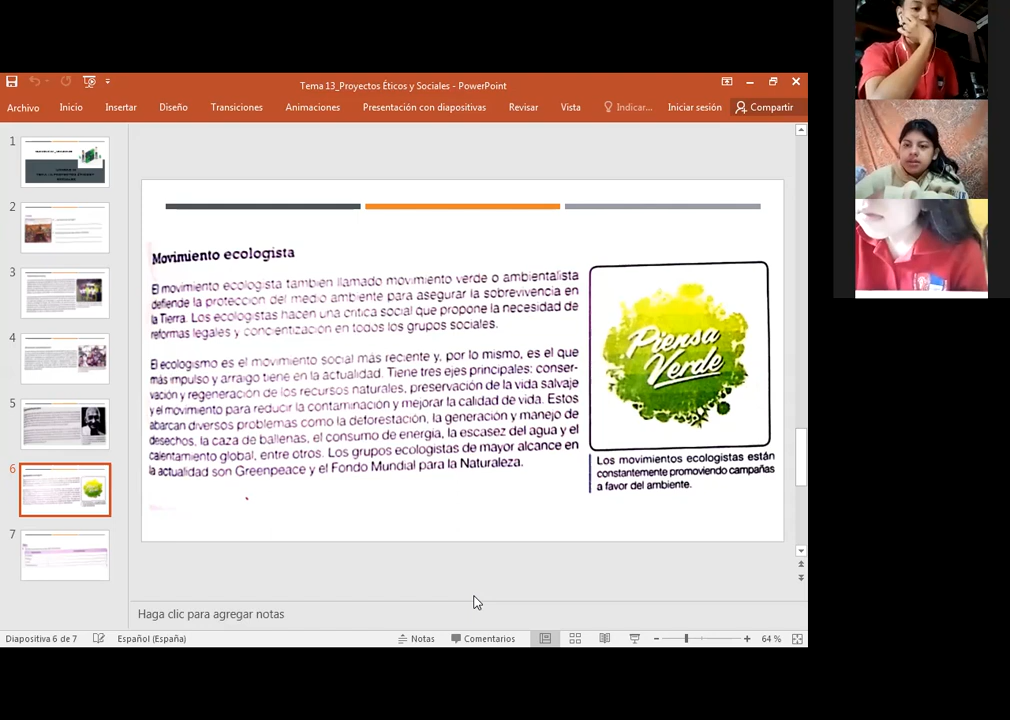 Tema 13_Proyectos Éticos y Sociales - PowerPoint
Archivo Inicio Insertar Diseño Transiciones Animaciones Presentación con diapositivas Revisar Vista Indicar... Iniciar sesión Compartir
1
2
3
4
5
6
7
Movimiento ecologista
El movimiento ecologista también llamado movimiento verde o ambientalista
defiende la protección del medio ambiente para asegurar la sobrevivencia en
la Tierra. Los ecologistas hacen una crítica social que propone la necesidad de
reformas legales y concientización en todos los grupos sociales.
El ecologismo es el movimiento social más reciente y, por lo mismo, es el que
más impulso y arraigo tiene en la actualidad. Tiene tres ejes principales: conser-
vación y regeneración de los recursos naturales, preservación de la vida salvaje
y el movimiento para reducir la contaminación y mejorar la calidad de vida. Estos
abarcan diversos problemas como la deforestación, la generación y manejo de
desechos, la caza de ballenas, el consumo de energía, la escasez del agua y el
calentamiento global, entre otros. Los grupos ecologistas de mayor alcance en
la actualidad son Greenpeace y el Fondo Mundial para la Naturaleza.
Piensa
Verde
Los movimientos ecologistas están
constantemente promoviendo campañas
a favor del ambiente.
Haga clic para agregar notas
Diapositiva 6 de 7 Español (España) Notas Comentarios 64 %